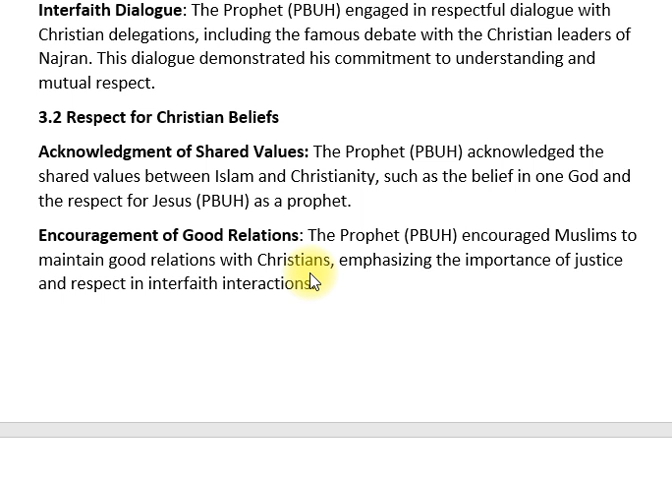 Interfaith Dialogue: The Prophet (PBUH) engaged in respectful dialogue with
Christian delegations, including the famous debate with the Christian leaders of
Najran. This dialogue demonstrated his commitment to understanding and
mutual respect.
3.2 Respect for Christian Beliefs
Acknowledgment of Shared Values: The Prophet (PBUH) acknowledged the
shared values between Islam and Christianity, such as the belief in one God and
the respect for Jesus (PBUH) as a prophet.
Encouragement of Good Relations: The Prophet (PBUH) encouraged Muslims to
maintain good relations with Christians, emphasizing the importance of justice
and respect in interfaith interactions.